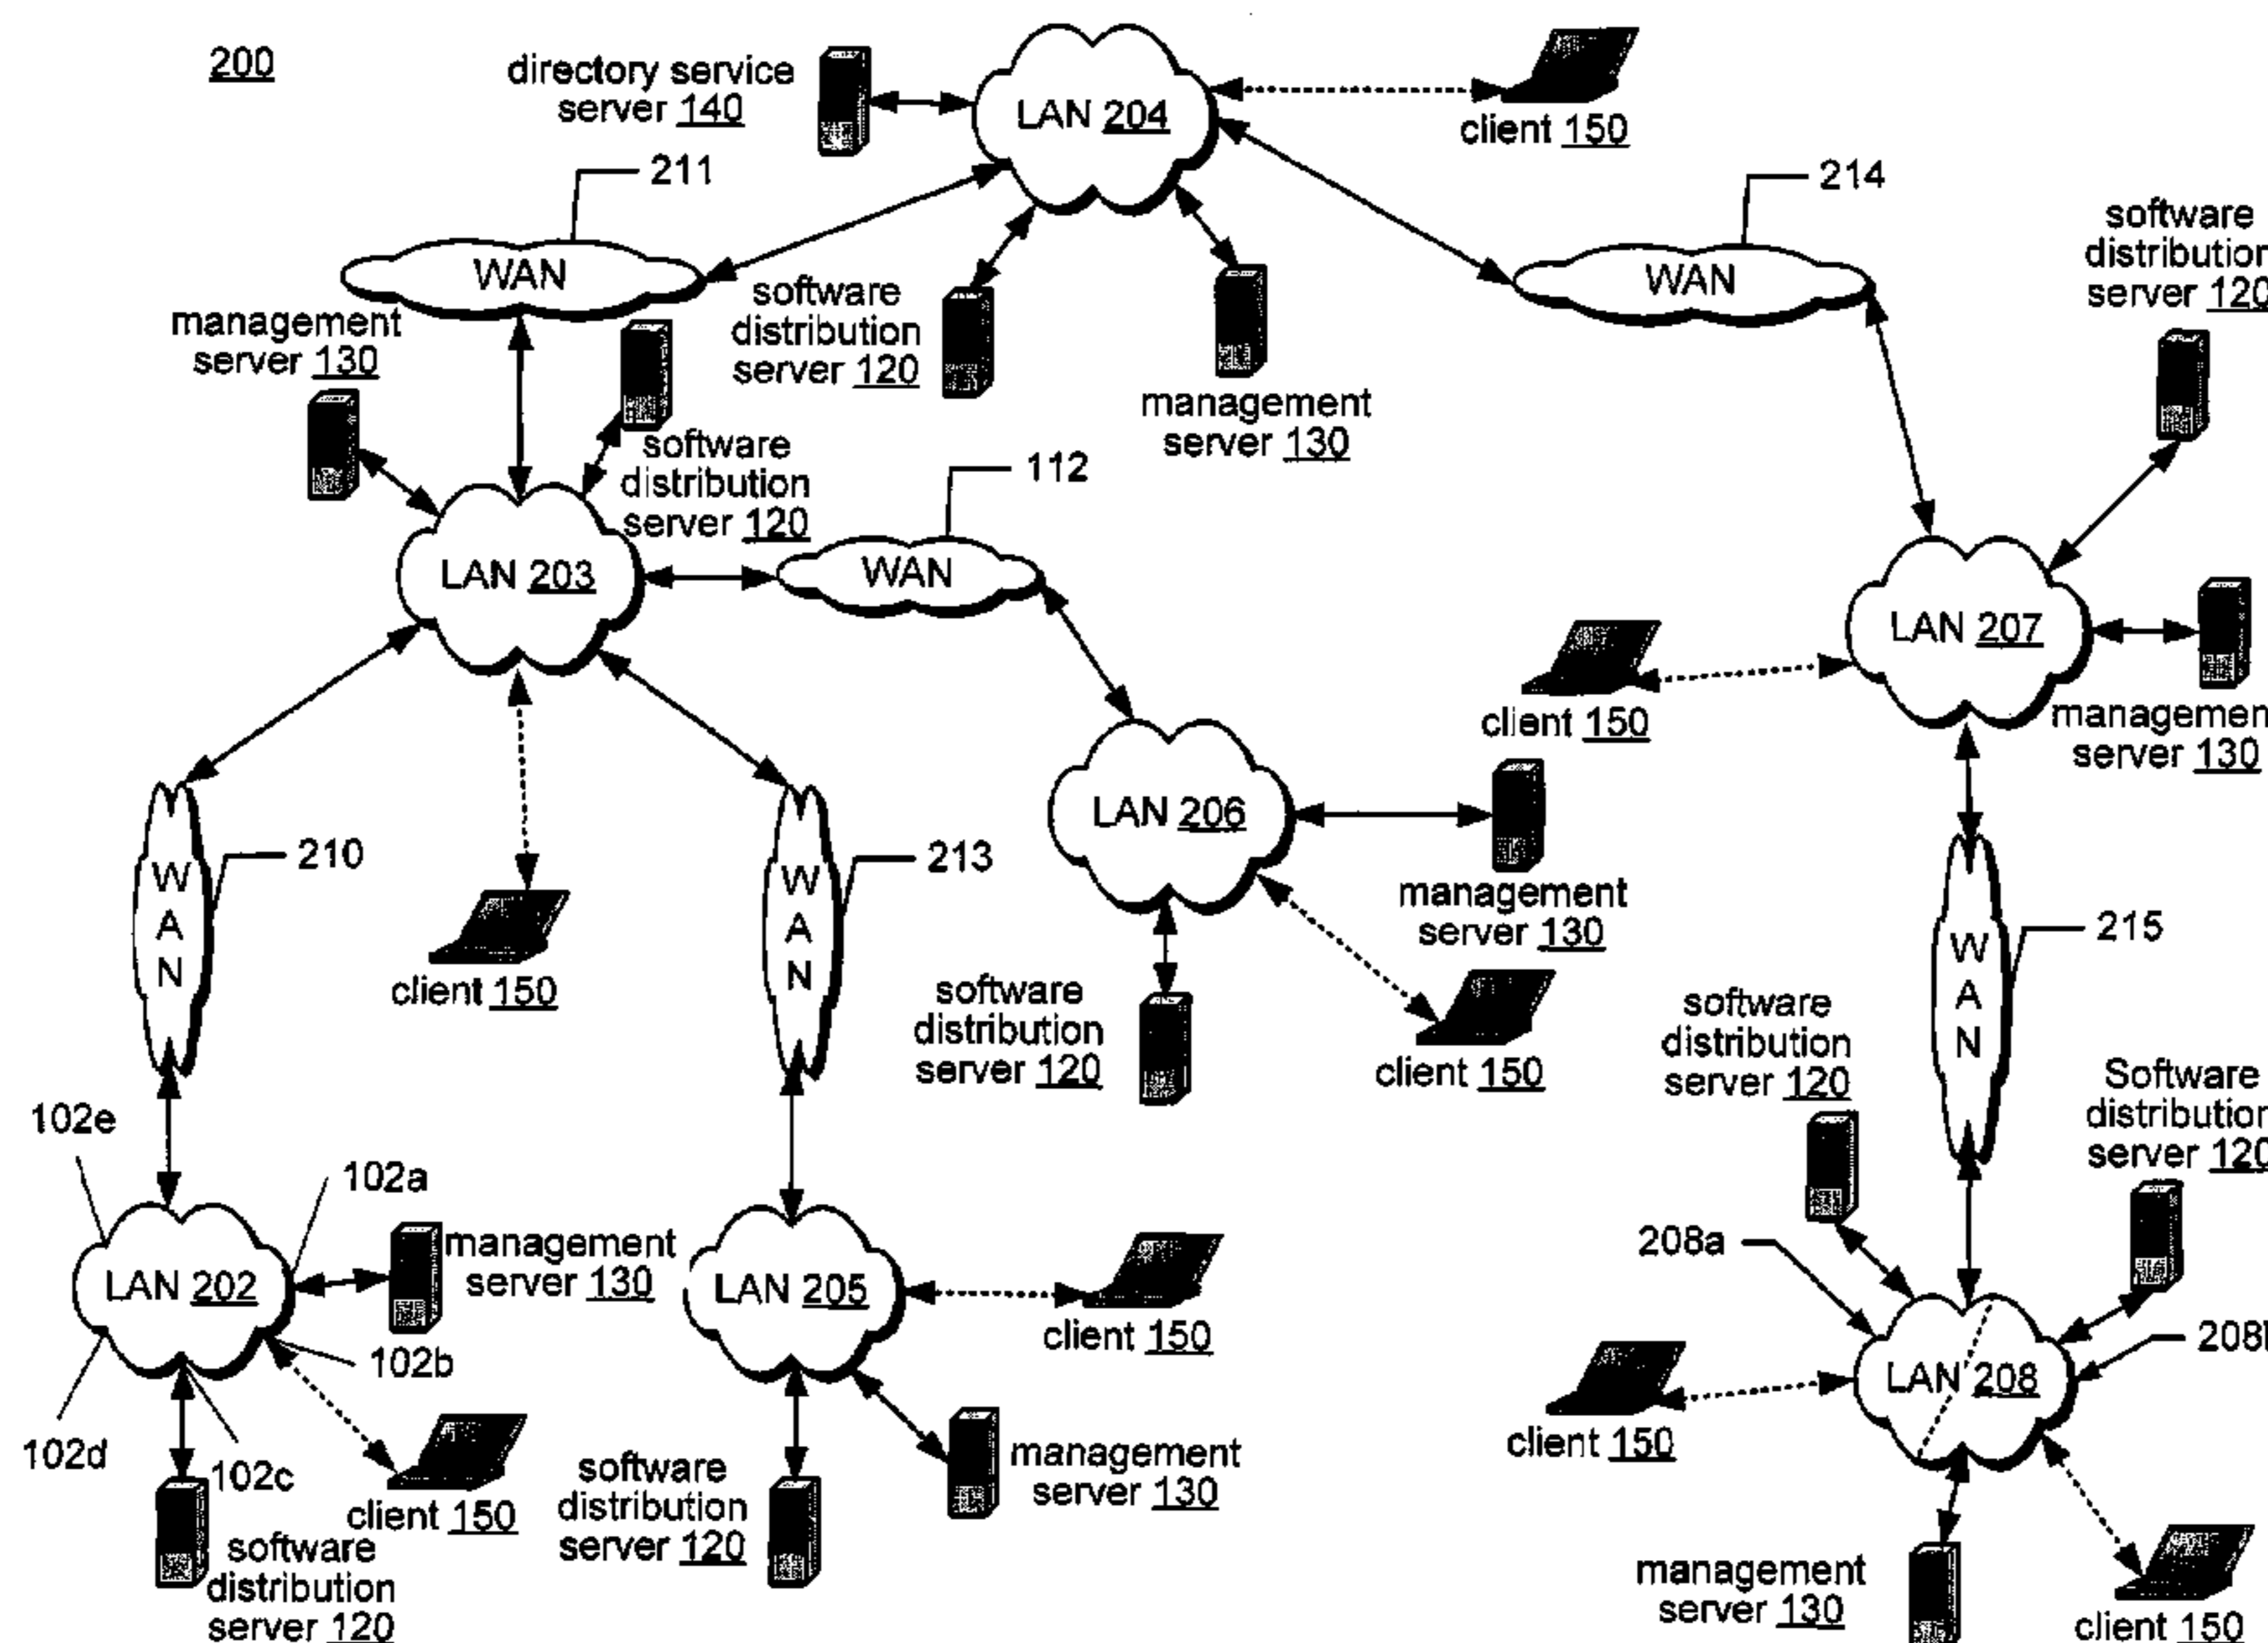 200
directory service
server 140
LAN 204
client 150
211
214
WAN
WAN
software
distribution
server 120
management
server 130
software
distribution
server 120
management
server 130
software
distribution
server 120
112
LAN 203
WAN
LAN 207
client 150
management
server 130
LAN 206
210
213
W
A
N
W
A
N
client 150
management
server 130
215
W
A
N
software
distribution
server 120
client 150
software
distribution
server 120
Software
distribution
server 120
102e
102a
management
server 130
LAN 202
102b
102d
102c
client 150
software
distribution
server 120
LAN 205
client 150
management
server 130
software
distribution
server 120
208a
208b
LAN 208
client 150
management
server 130
client 150